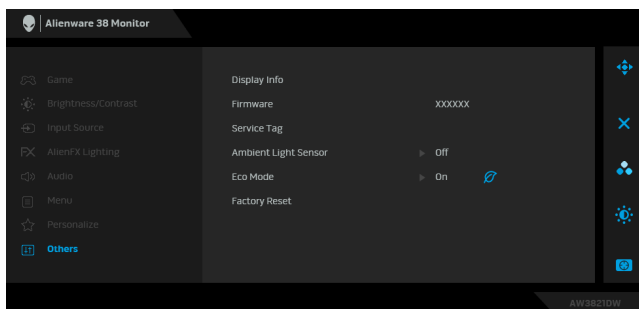 Alienware 38 Monitor
Game
Brightness/Contrast
Input Source
AlienFX Lighting
Audio
Menu
Personalize
Others
Display Info
Firmware XXXXXX
Service Tag
Ambient Light Sensor Off
Eco Mode On
Factory Reset
AW3821DW